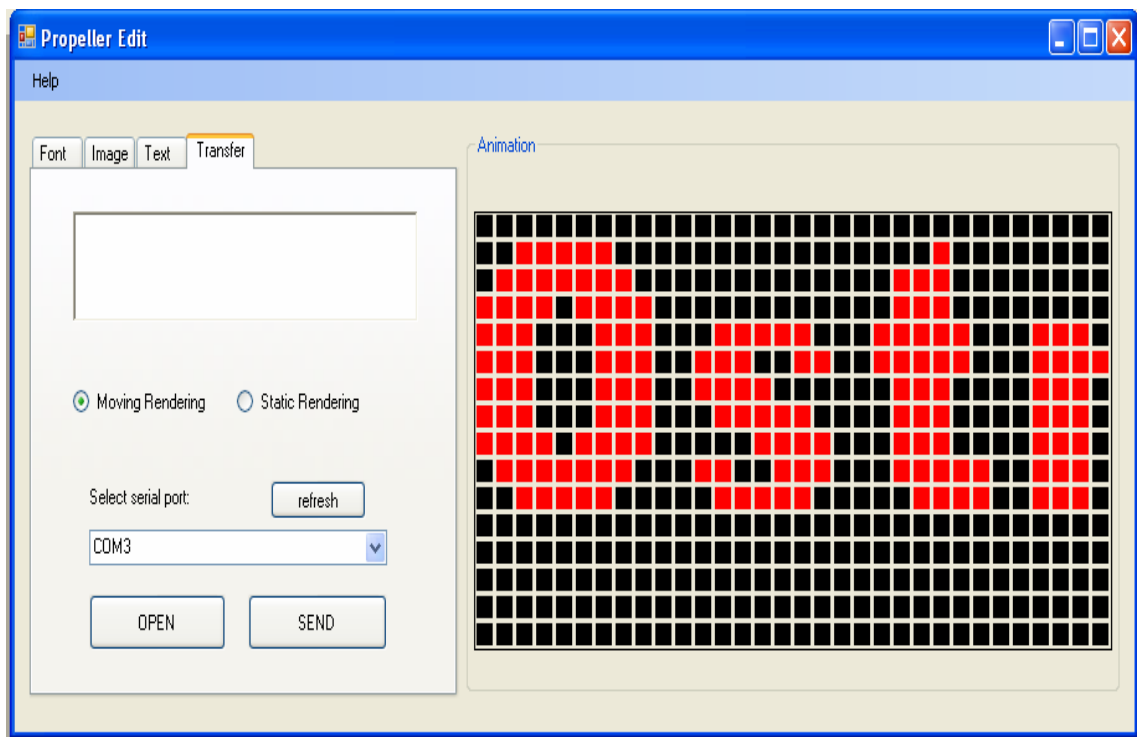 Propeller Edit
Help
Font Image Text Transfer
Animation
Ost
Moving Rendering Static Rendering
Select serial port: refresh
COM3
OPEN SEND